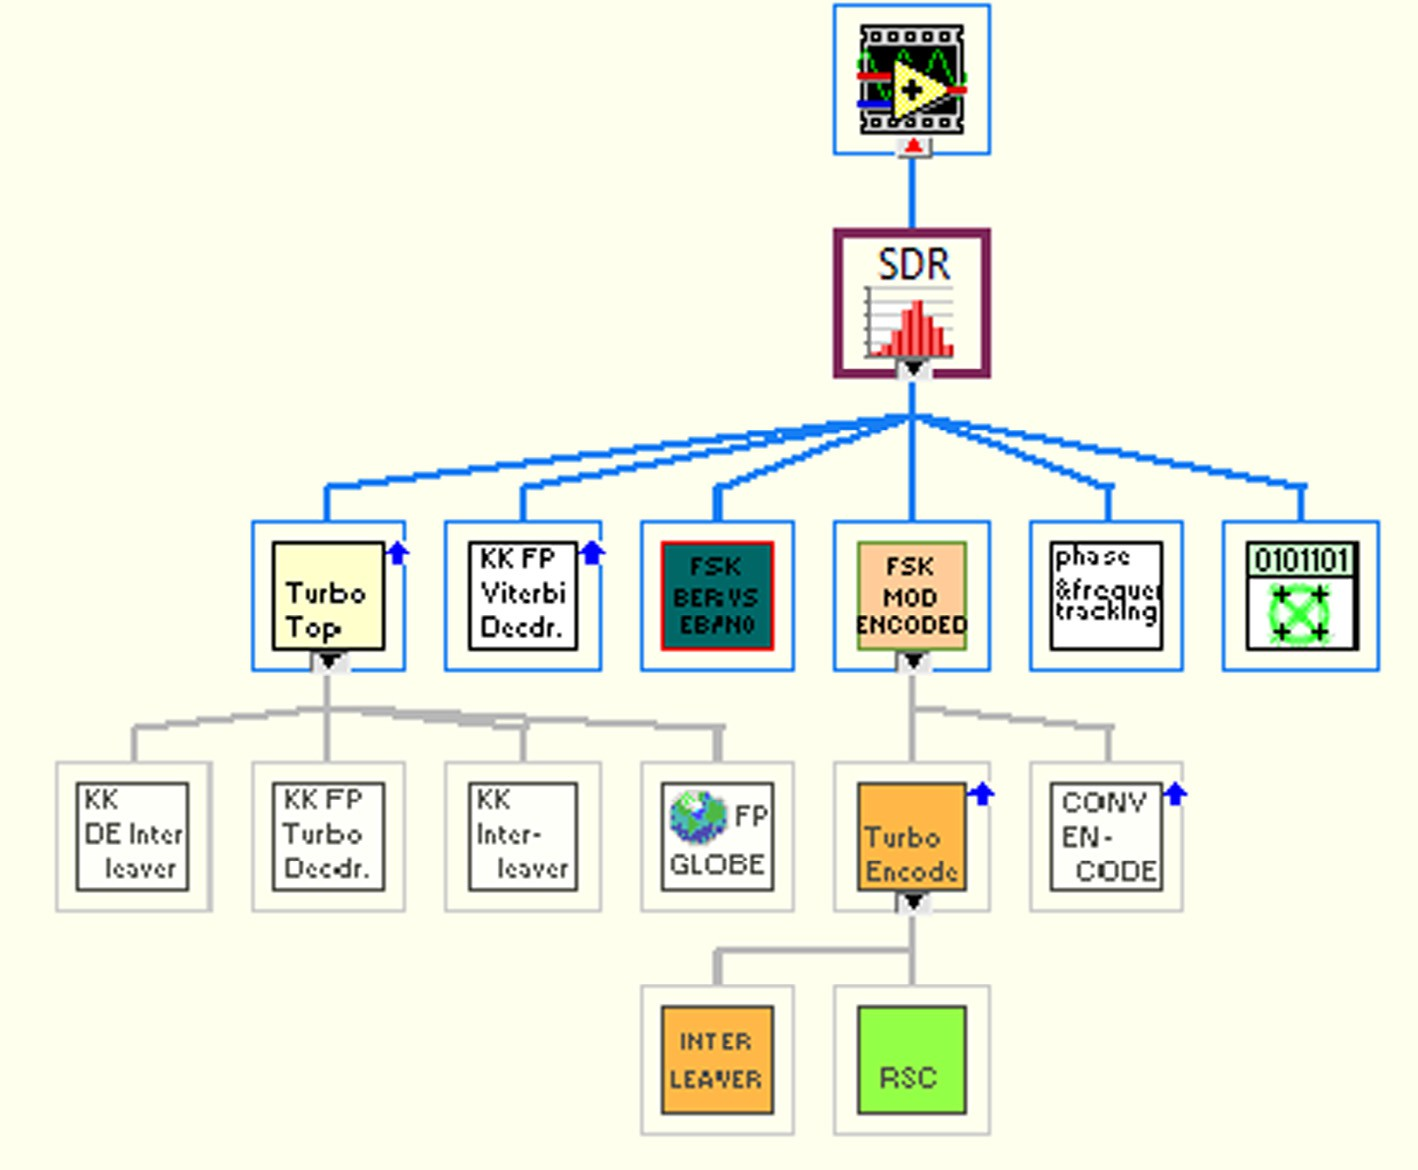 SDR
Turbo
Top
KK FP
Viterbi
Decdr.
FSK
BER VS
EB/N0
FSK
MOD
ENCODED
phase
&freque
tracking
0101101
KK
DE Inter
leaver
KK FP
Turbo
Decdr.
KK
Inter-
leaver
FP
GLOBE
Turbo
Encode
CONV
EN-
CODE
INTER
LEAVER
RSC